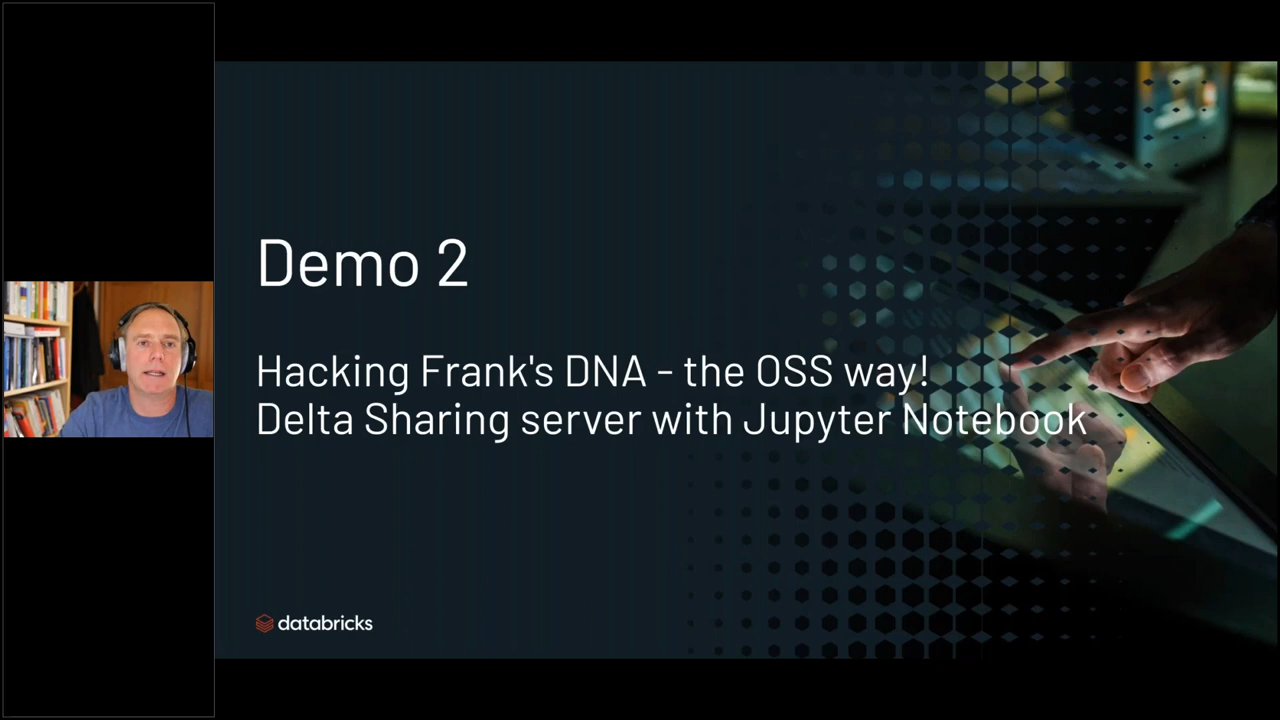 Demo 2
Hacking Frank's DNA - the OSS way!
Delta Sharing server with Jupyter Notebook
databricks